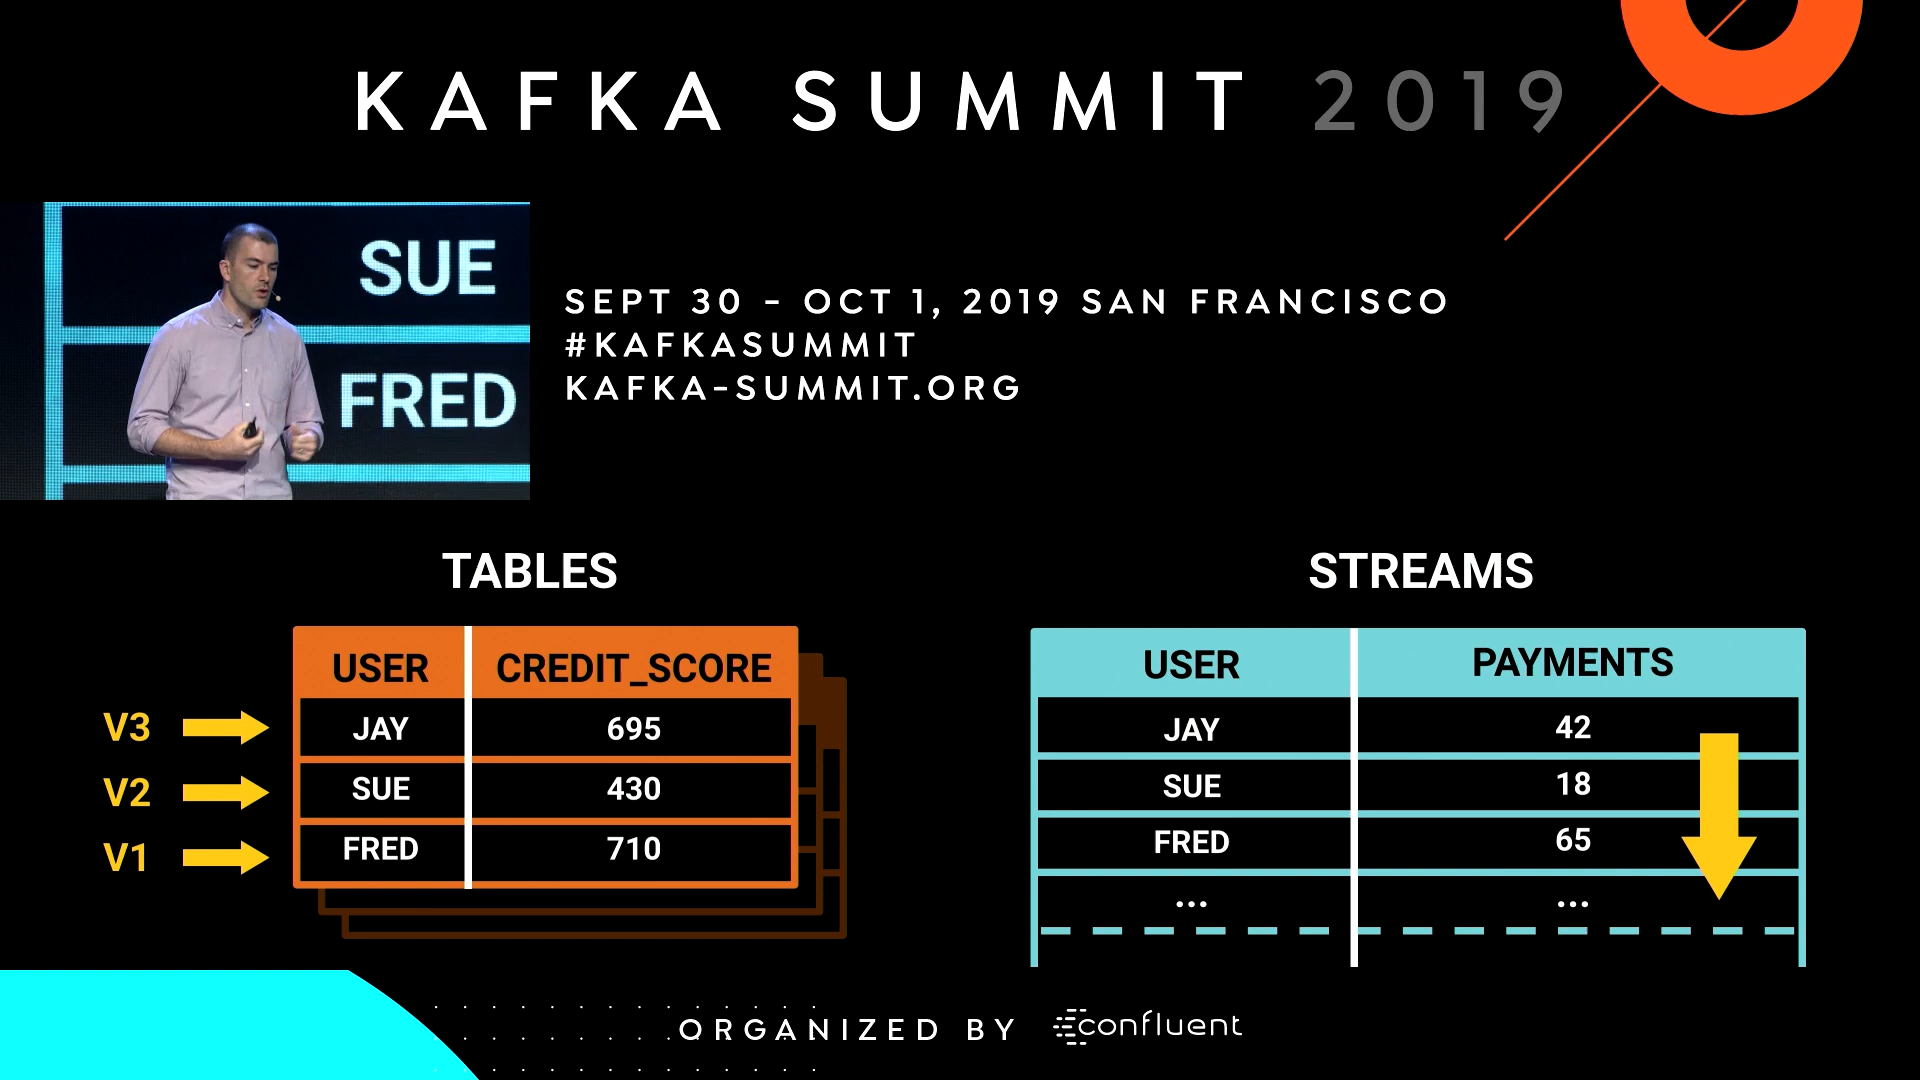 KAFKA SUMMIT 2019
SUE
FRED
SEPT 30 - OCT 1, 2019 SAN FRANCISCO
#KAFKASUMMIT
KAFKA-SUMMIT.ORG
TABLES
USER CREDIT_SCORE
V3 JAY 695
V2 SUE 430
V1 FRED 710
STREAMS
USER PAYMENTS
JAY 42
SUE 18
FRED 65
... ...
ORGANIZED BY confluent